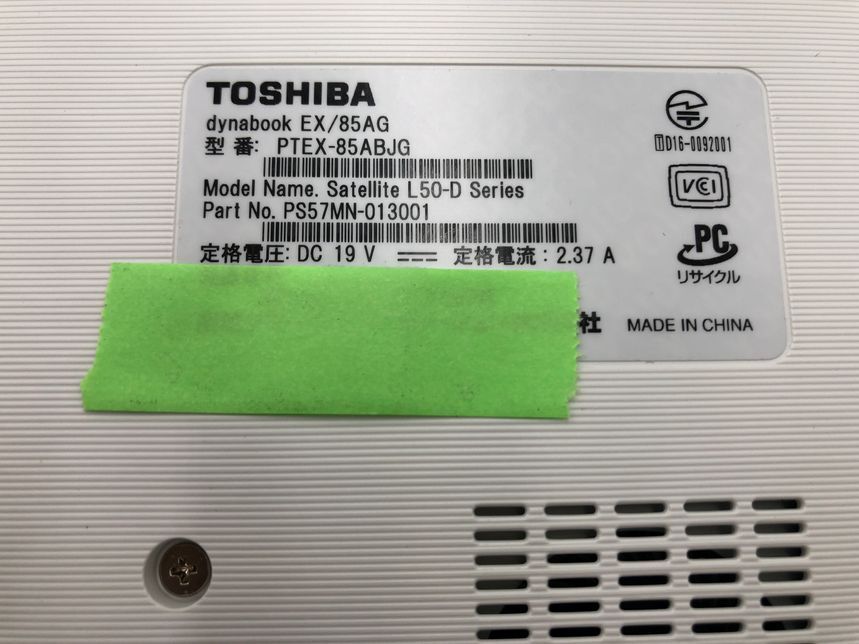 TOSHIBA
dynabook EX/85AG
型 番: PTEX-85ABJG
Model Name. Satellite L50-D Series
Part No. PS57MN-013001
定格電圧: DC 19 V 定格電流 : 2.37 A
社 MADE IN CHINA
T D16-0092001
VCI
PC
リサイクル